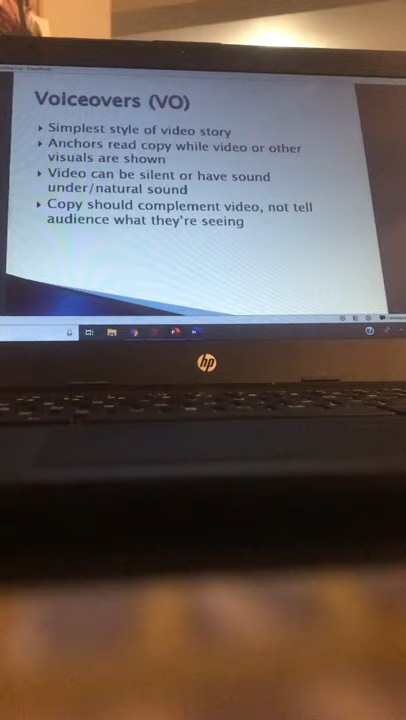 Voiceovers (VO)
Simplest style of video story
Anchors read copy while video or other
visuals are shown
Video can be silent or have sound
under/natural sound
Copy should complement video, not tell
audience what they're seeing
hp